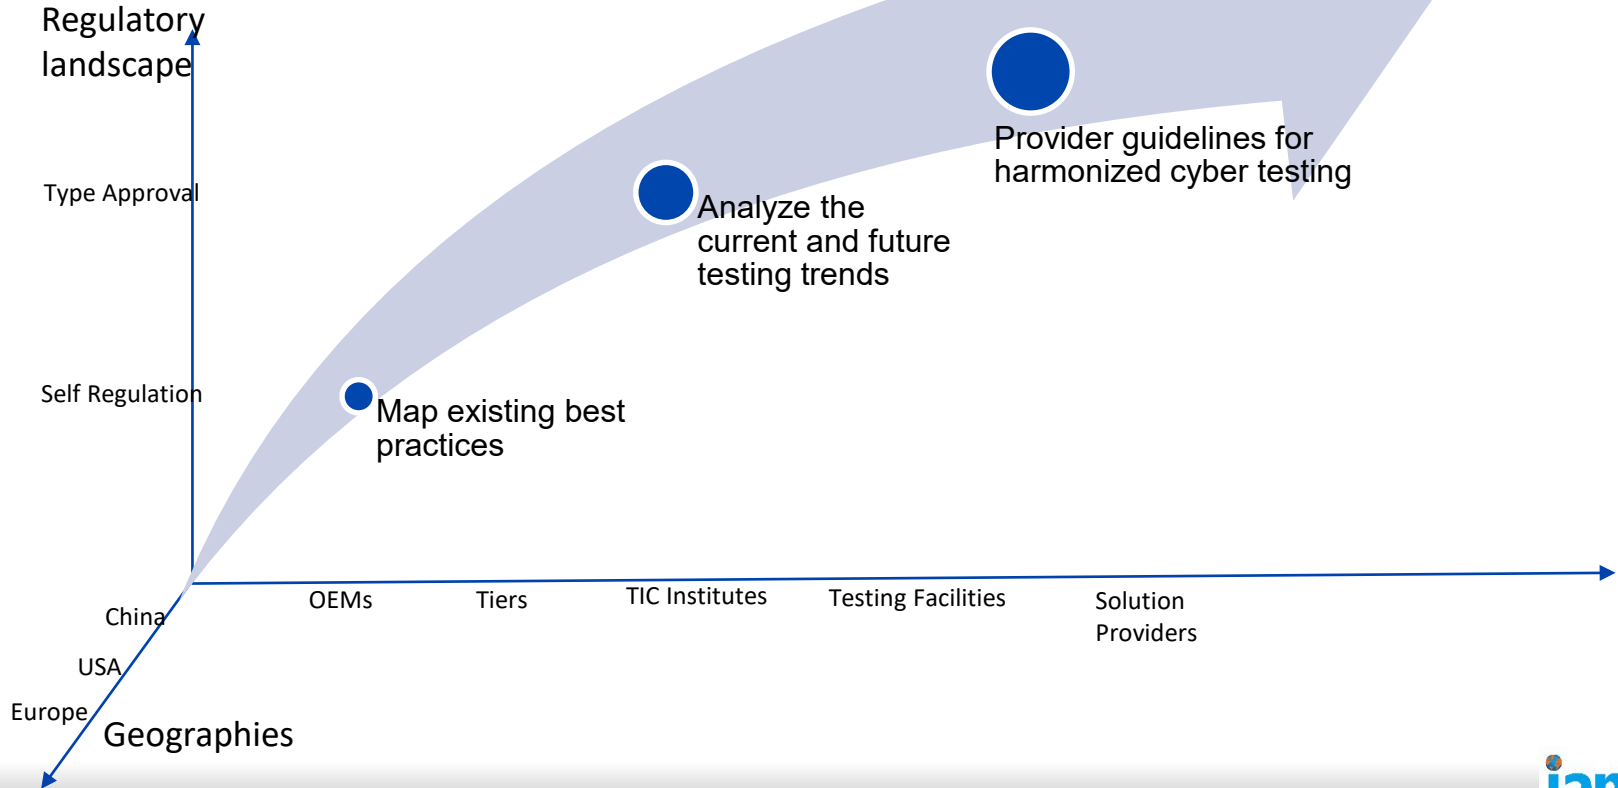 Regulatory
landscape
Provider guidelines for
harmonized cyber testing
Type Approval
Analyze the
current and future
testing trends
Self Regulation
Map existing best
practices
OEMs
Tiers
TIC Institutes
Testing Facilities
Solution
Providers
China
USA
Europe
Geographies